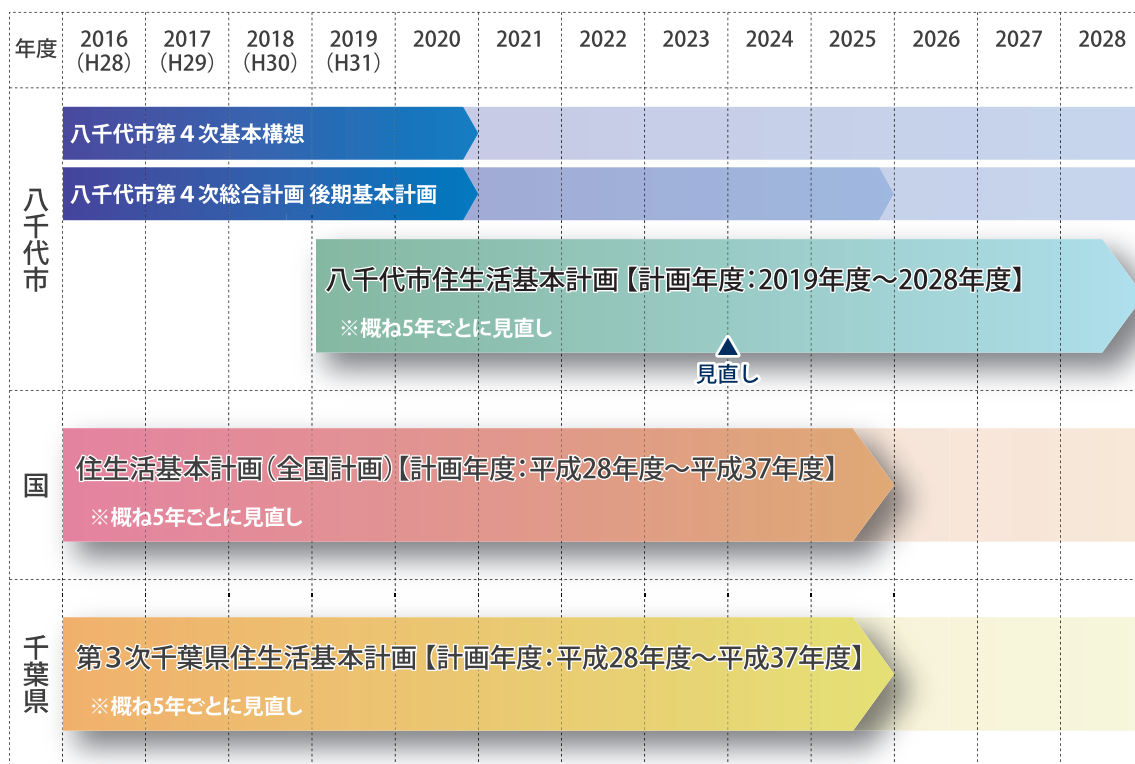 年度 2016 2017 2018 2019 2020 2021 2022 2023 2024 2025 2026 2027 2028
（H28） （H29） （H30） （H31）
八千代市
八千代市第４次基本構想
八千代市第４次総合計画 後期基本計画
八千代市住生活基本計画【計画年度：2019年度～2028年度】
※概ね5年ごとに見直し
▲
見直し
国
住生活基本計画（全国計画）【計画年度：平成28年度～平成37年度】
※概ね5年ごとに見直し
千葉県
第３次千葉県住生活基本計画【計画年度：平成28年度～平成37年度】
※概ね5年ごとに見直し